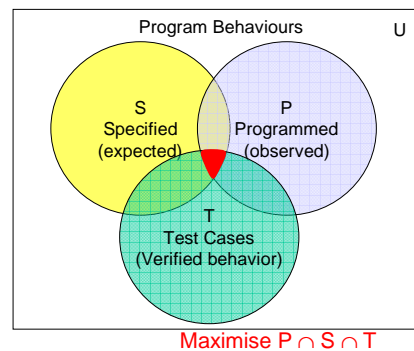 Program Behaviours
U
S
Specified
(expected)
P
Programmed
(observed)
T
Test Cases
(Verified behavior)
Maximise P ∩ S ∩ T